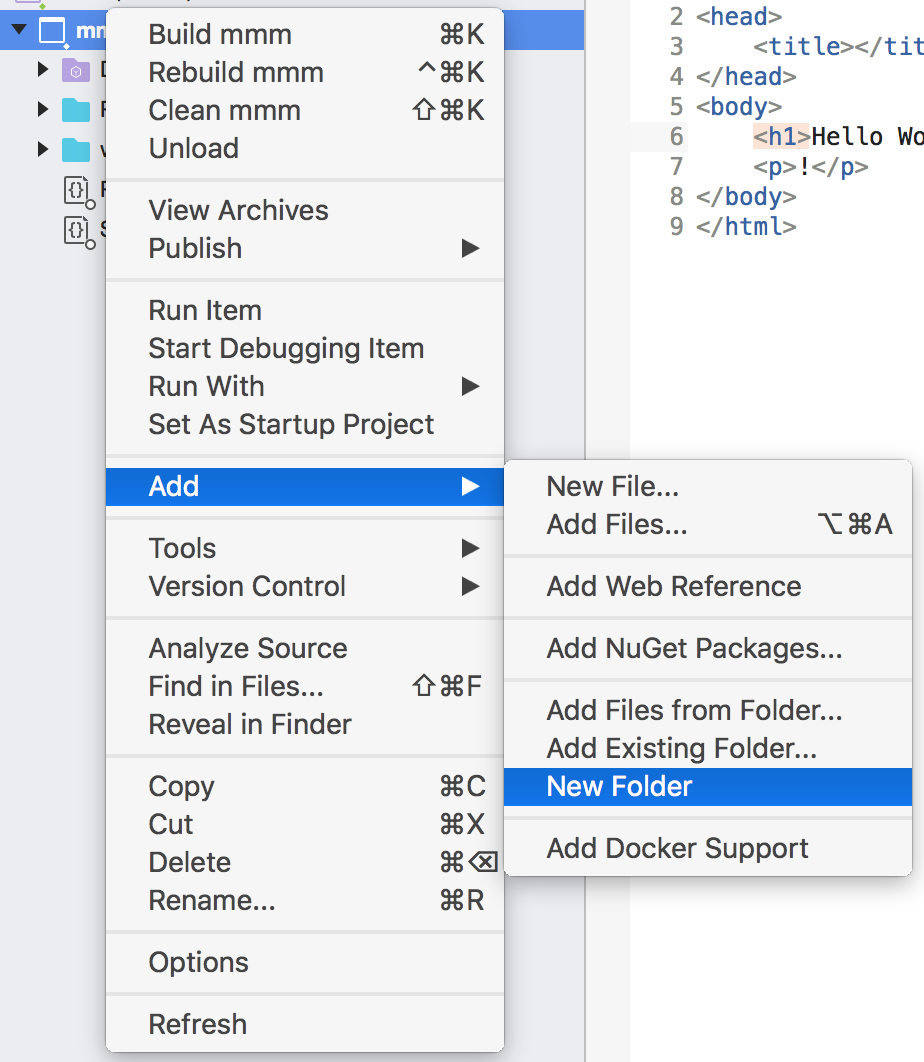 Build mmm ⌘K
Rebuild mmm ^⌘K
Clean mmm ⇧⌘K
Unload
View Archives
Publish
Run Item
Start Debugging Item
Run With
Set As Startup Project
Add
Tools
Version Control
Analyze Source
Find in Files... ⇧⌘F
Reveal in Finder
Copy ⌘C
Cut ⌘X
Delete ⌘⌫
Rename... ⌘R
Options
Refresh
New File...
Add Files... ⌥⌘A
Add Web Reference
Add NuGet Packages...
Add Files from Folder...
Add Existing Folder...
New Folder
Add Docker Support
2 <head>
3 <title></tit
4 </head>
5 <body>
6 <h1>Hello Wo
7 <p>!</p>
8 </body>
9 </html>